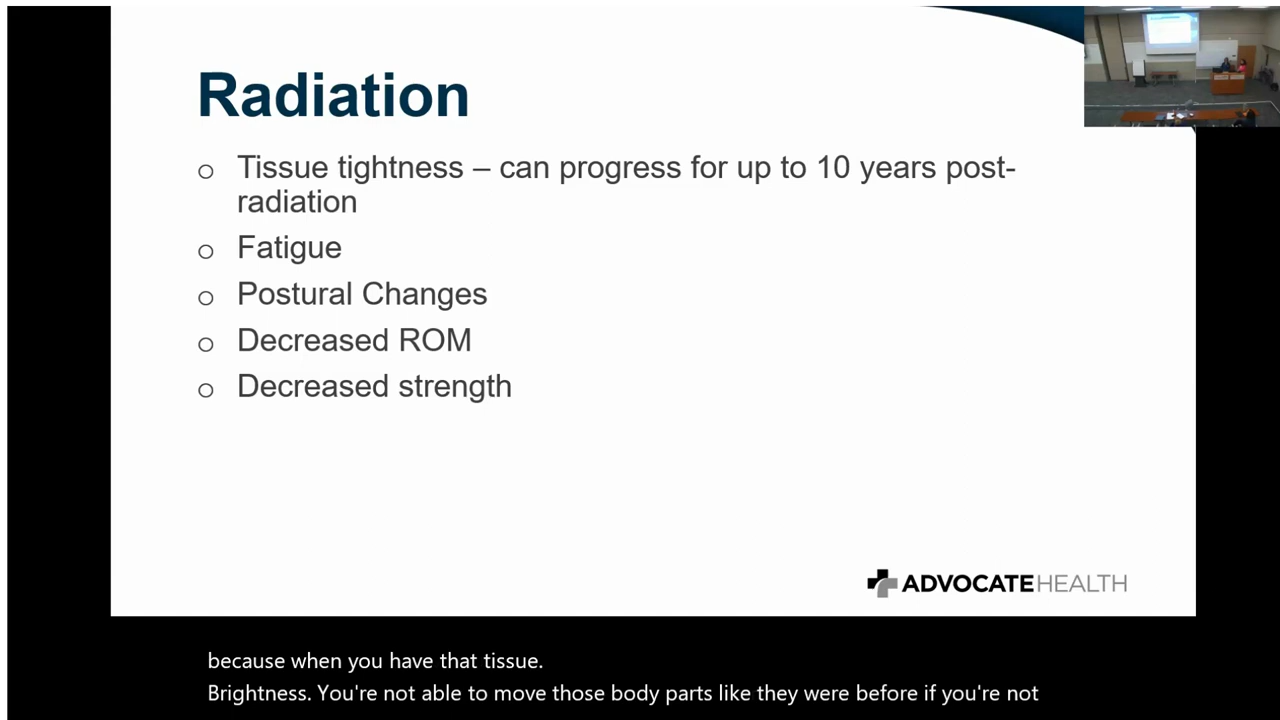 Radiation
o Tissue tightness – can progress for up to 10 years post-
radiation
o Fatigue
o Postural Changes
o Decreased ROM
o Decreased strength
ADVOCATEHEALTH
because when you have that tissue.
Brightness. You're not able to move those body parts like they were before if you're not